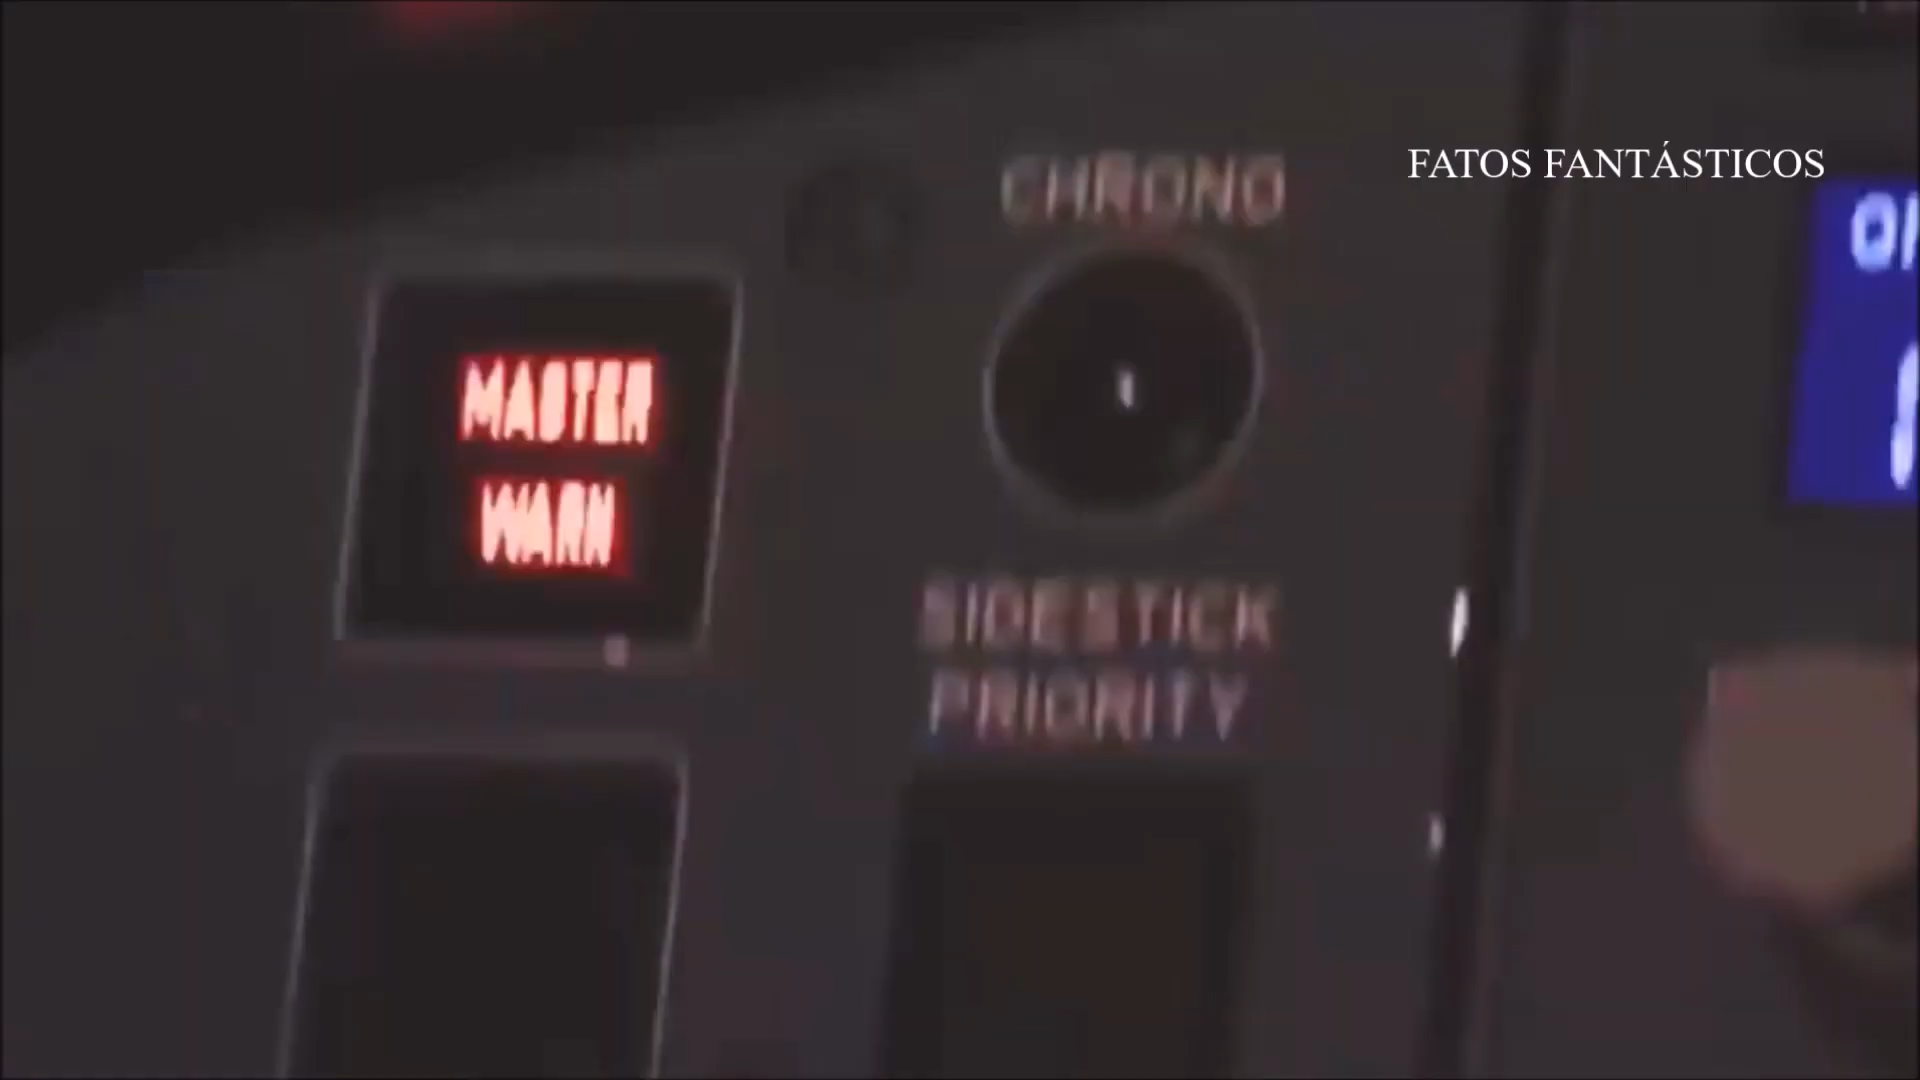 FATOS FANTÁSTICOS
CHRONO
MASTER
WARN
SIDESTICK
PRIORITY